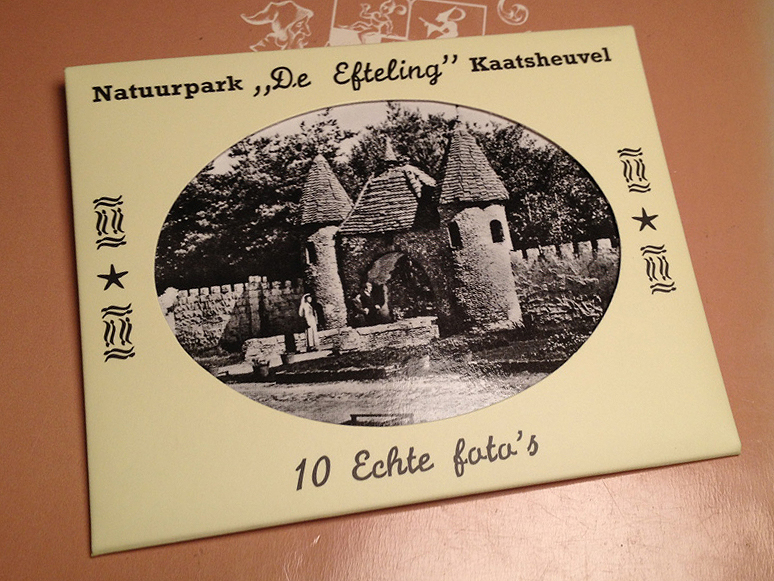 Natuurpark „De Efteling” Kaatsheuvel
10 Echte foto's